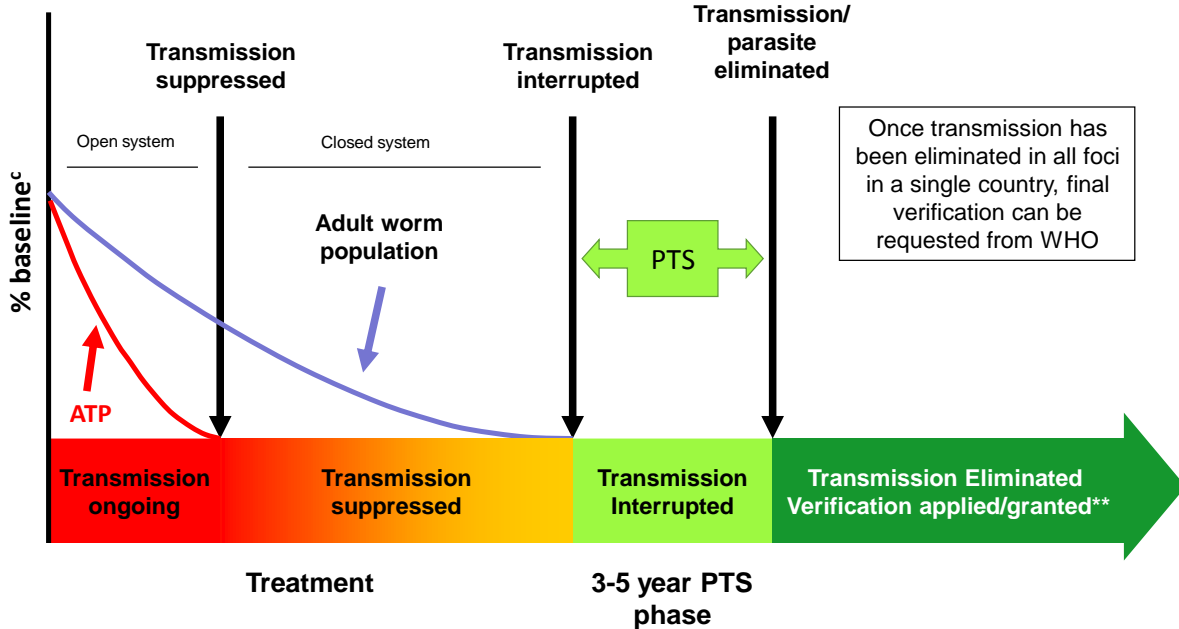 Transmission/
parasite
eliminated
Transmission
suppressed
Transmission
interrupted
Open system
Closed system
Once transmission has
been eliminated in all foci
in a single country, final
verification can be
requested from WHO
% baselineᶜ
Adult worm
population
PTS
ATP
Transmission
ongoing
Transmission
suppressed
Transmission
Interrupted
Transmission Eliminated
Verification applied/granted**
Treatment
3-5 year PTS
phase